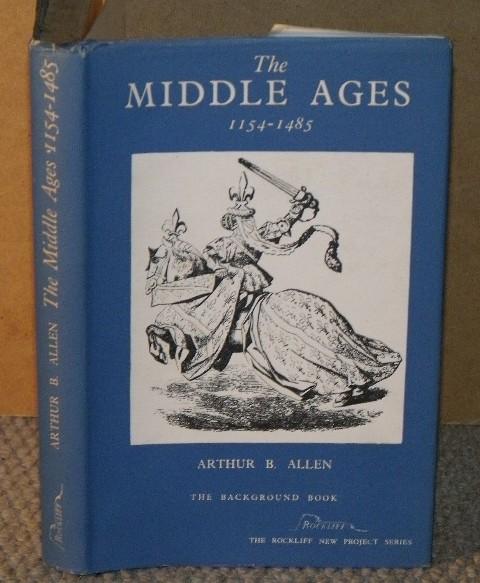 The
MIDDLE AGES
1154-1485
ARTHUR B. ALLEN
THE BACKGROUND BOOK
ROCKLIFF
THE ROCKLIFF NEW PROJECT SERIES
ARTHUR B. ALLEN The Middle Ages 1154-1485
ROCKLIFF